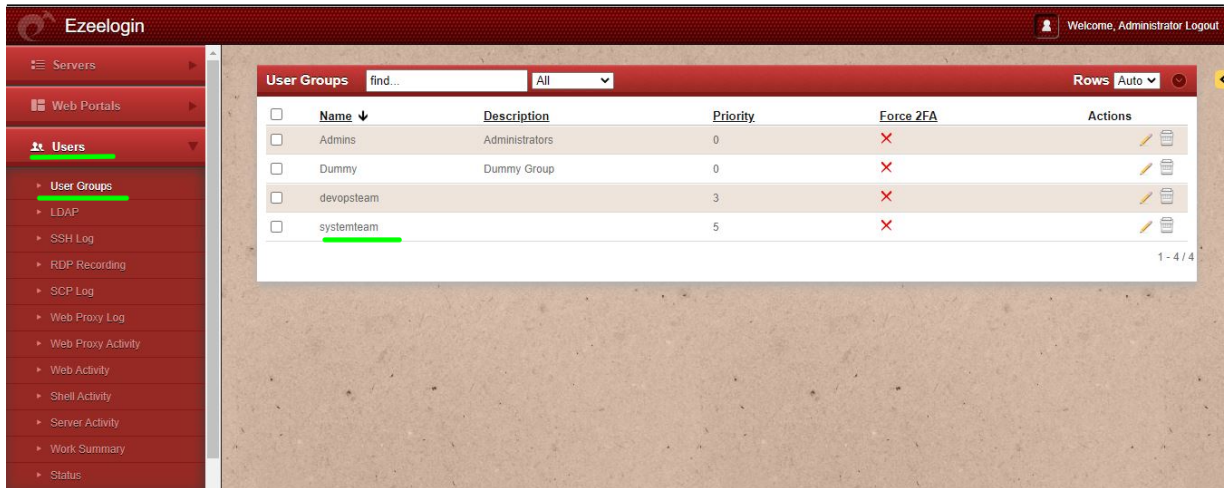 Ezeelogin
Welcome, Administrator Logout
Servers
Web Portals
Users
User Groups
LDAP
SSH Log
RDP Recording
SCP Log
Web Proxy Log
Web Proxy Activity
Web Activity
Shell Activity
Server Activity
Work Summary
Status
User Groups find... All Rows Auto
Name Description Priority Force 2FA Actions
Admins Administrators 0
Dummy Dummy Group 0
devopsteam 3
systemteam 5
1 - 4 / 4